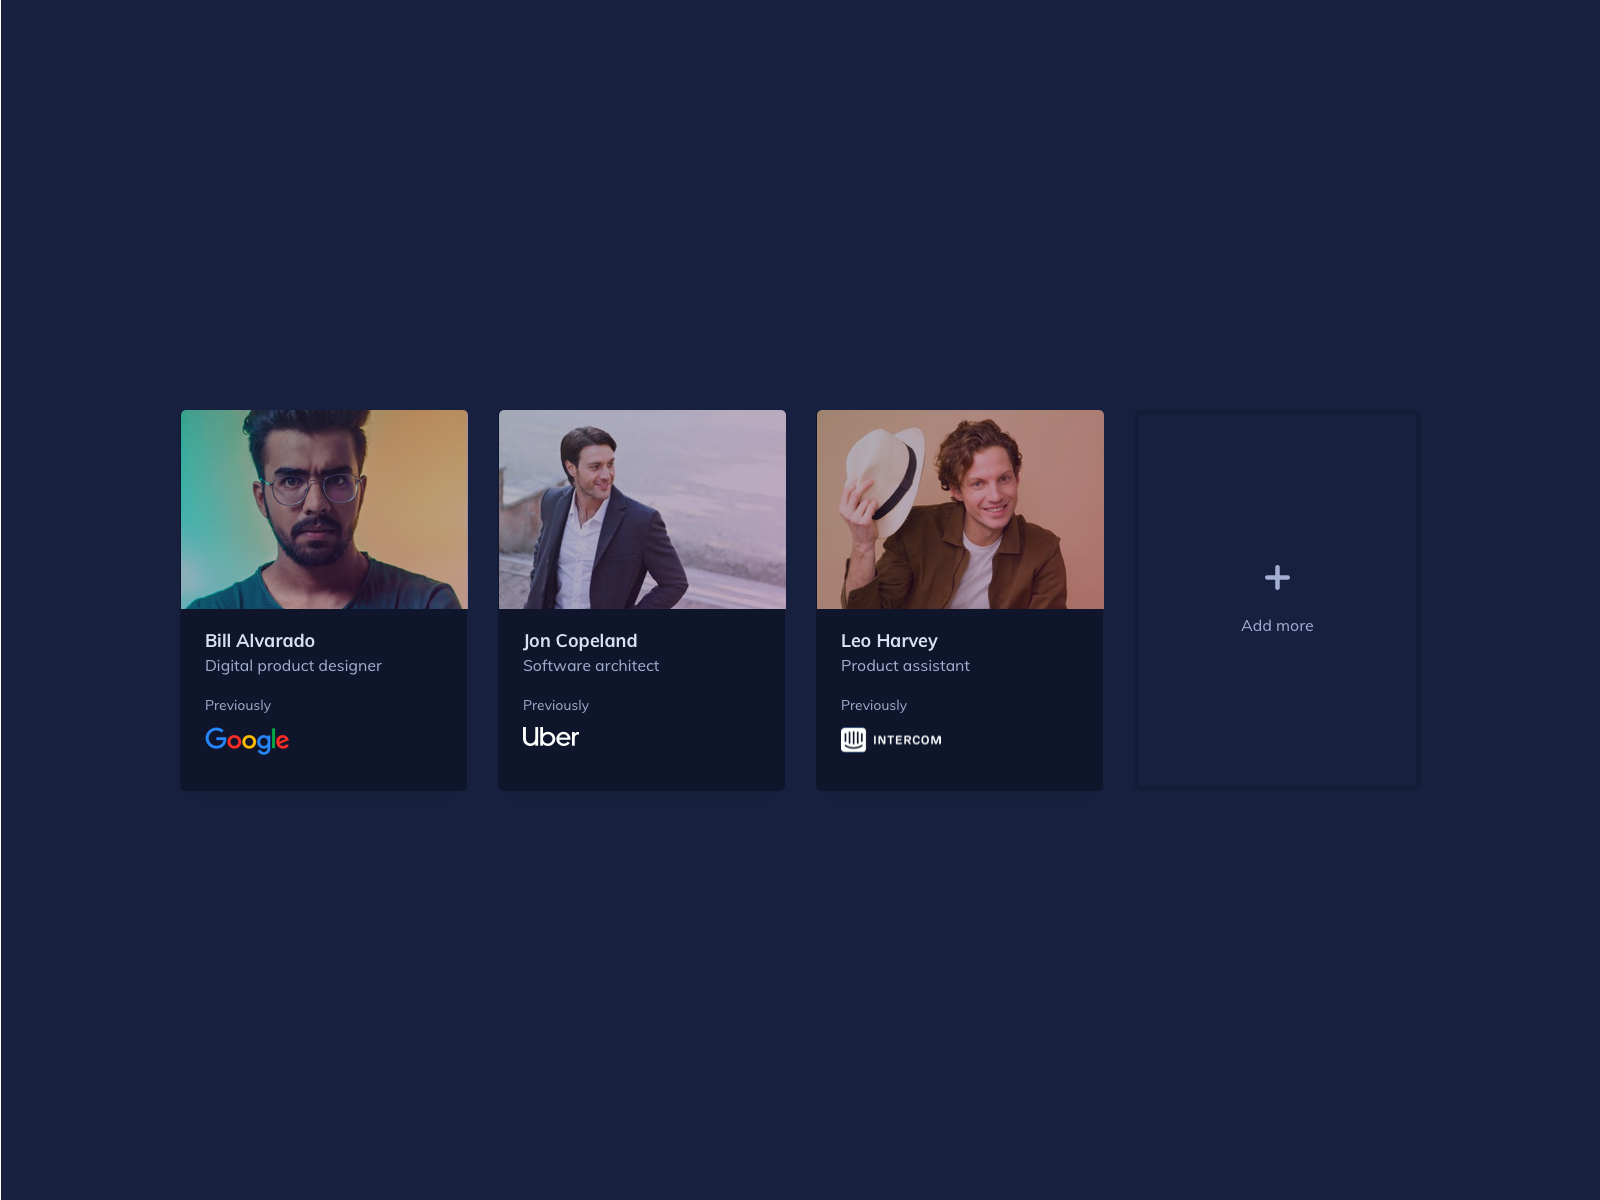 Bill Alvarado
Digital product designer
Previously
Google
Jon Copeland
Software architect
Previously
Uber
Leo Harvey
Product assistant
Previously
INTERCOM
Add more